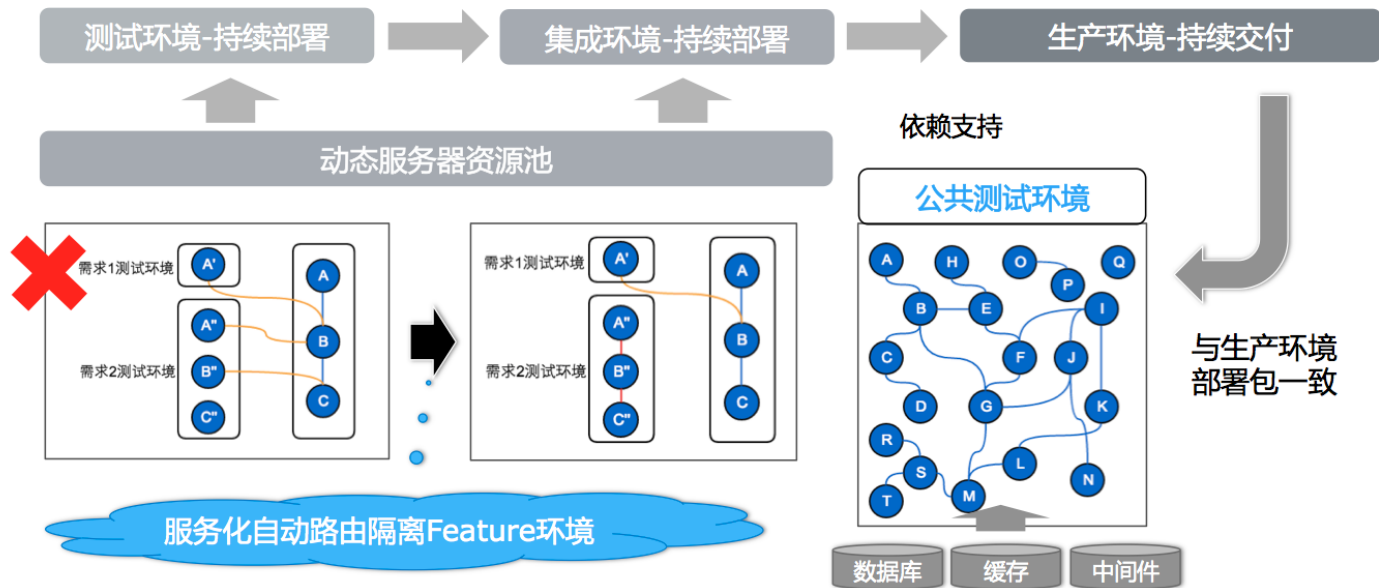 测试环境-持续部署
集成环境-持续部署
生产环境-持续交付
动态服务器资源池
依赖支持
公共测试环境
需求1测试环境
A'
A
A"
B
需求2测试环境
B"
C"
C
需求1测试环境
A'
A
A"
B
需求2测试环境
B"
C"
C
A
H
O
Q
P
B
E
I
C
F
J
D
G
K
R
S
L
T
M
N
与生产环境
部署包一致
服务化自动路由隔离Feature环境
数据库
缓存
中间件